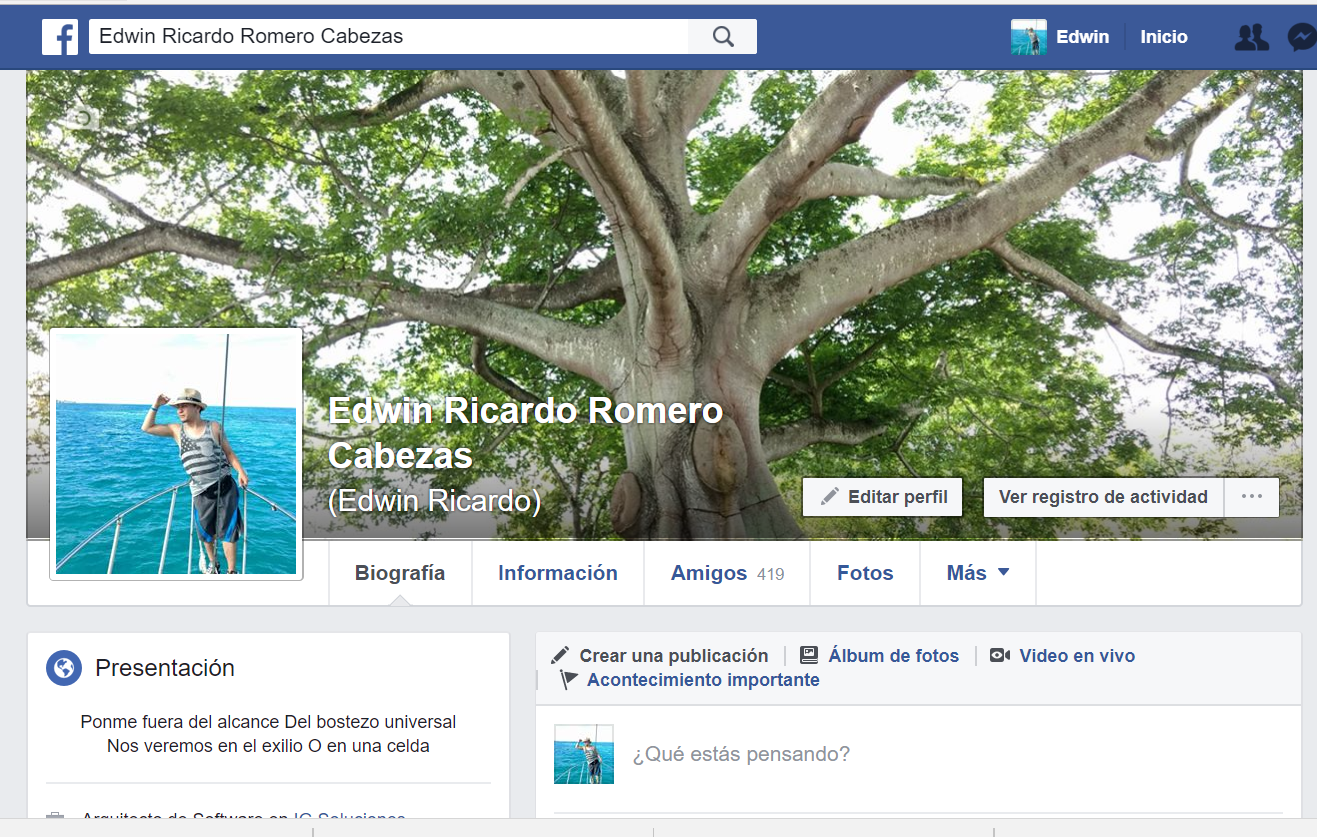 Edwin Ricardo Romero Cabezas
Edwin
Inicio
Edwin Ricardo Romero
Cabezas
(Edwin Ricardo)
Editar perfil
Ver registro de actividad
Biografía
Información
Amigos 419
Fotos
Más
Presentación
Ponme fuera del alcance Del bostezo universal
Nos veremos en el exilio O en una celda
Arquitecto de Software en IG Soluciones
Crear una publicación
Álbum de fotos
Video en vivo
Acontecimiento importante
¿Qué estás pensando?